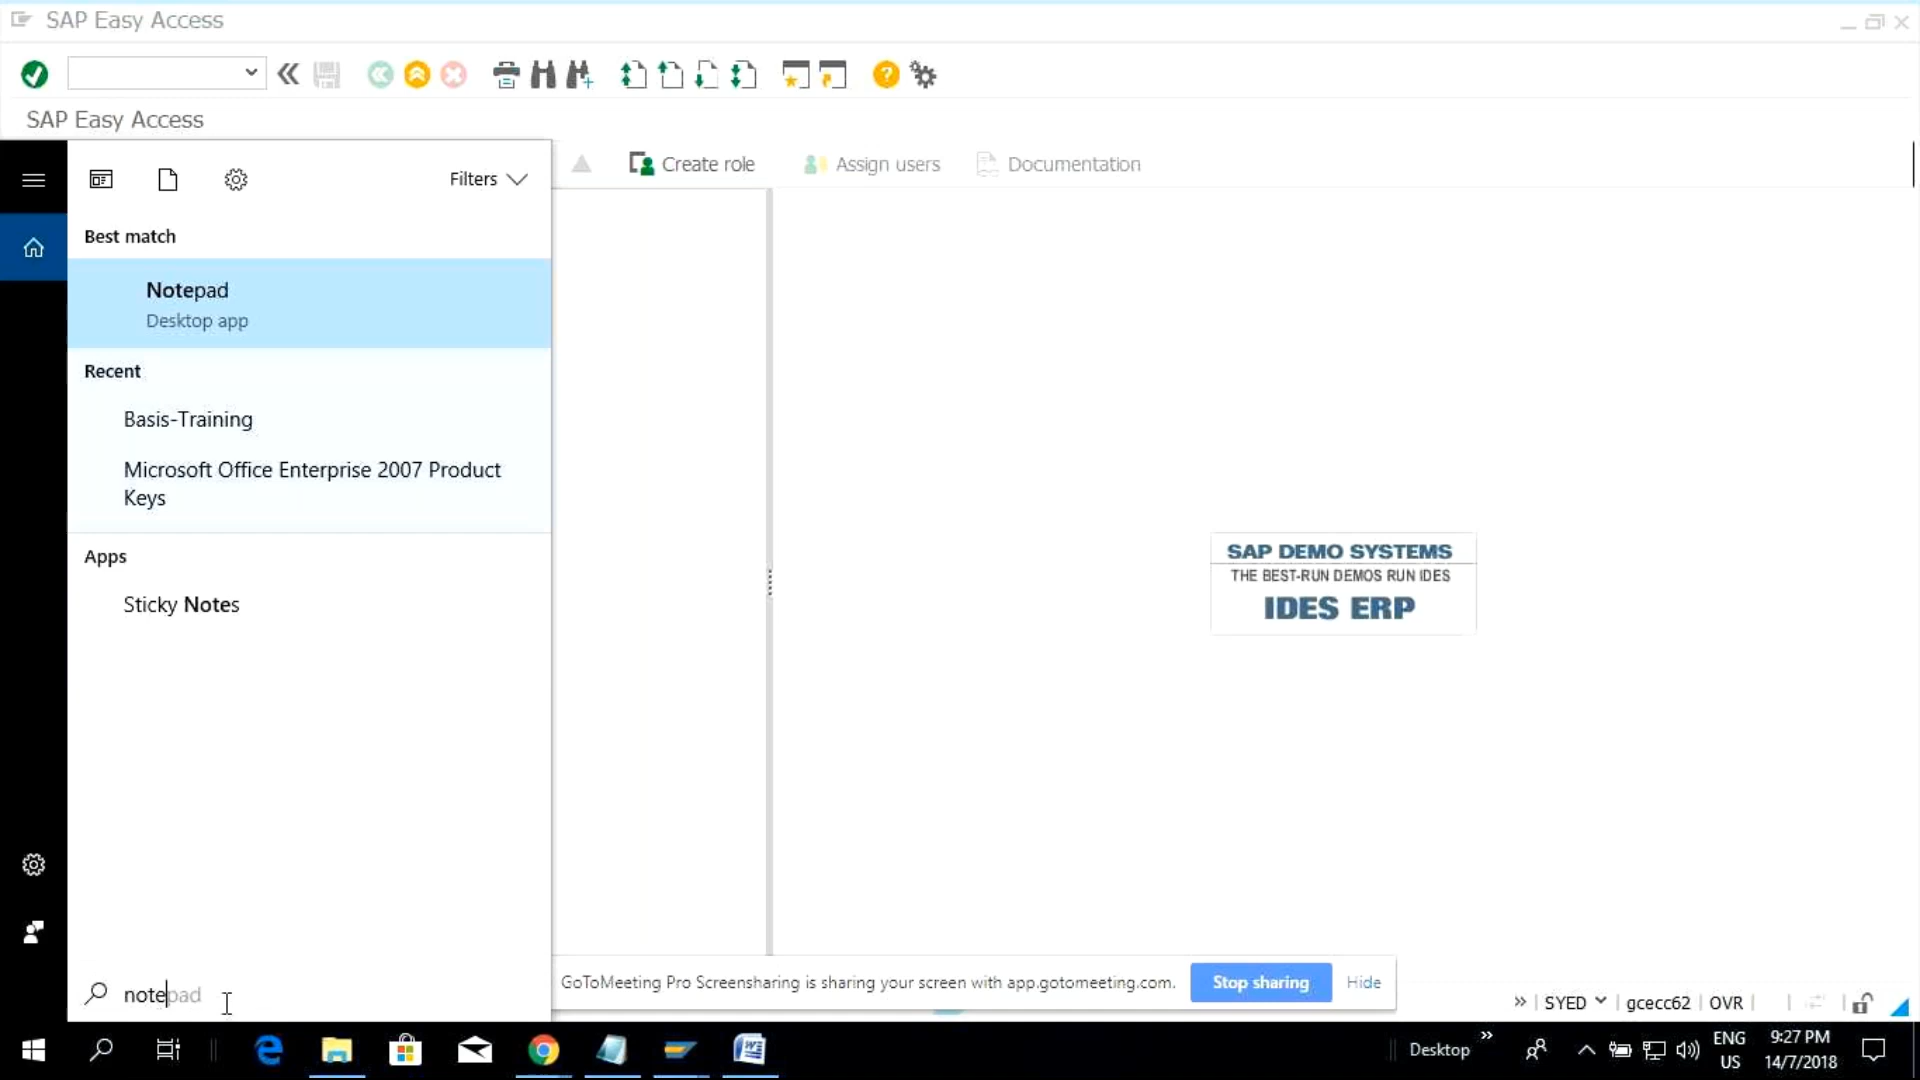 SAP Easy Access
SAP Easy Access
Create role
Assign users
Documentation
Filters
Best match
Notepad
Desktop app
Recent
Basis-Training
Microsoft Office Enterprise 2007 Product
Keys
Apps
Sticky Notes
SAP DEMO SYSTEMS
THE BEST-RUN DEMOS RUN IDES
IDES ERP
GoToMeeting Pro Screensharing is sharing your screen with app.gotomeeting.com.
Stop sharing
Hide
notepad
SYED
gcecc62
OVR
Desktop
ENG
US
9:27 PM
14/7/2018